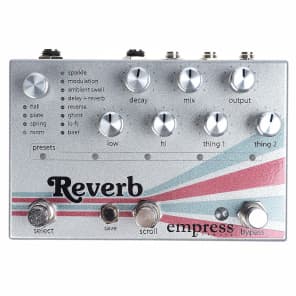 sparkle
modulation
ambient swell
delay + reverb
hall
plate
spring
room
reverse
ghost
lo-fi
beer
decay
mix
output
low
hi
thing 1
thing 2
presets
Reverb
empress
select
save
scroll
bypass